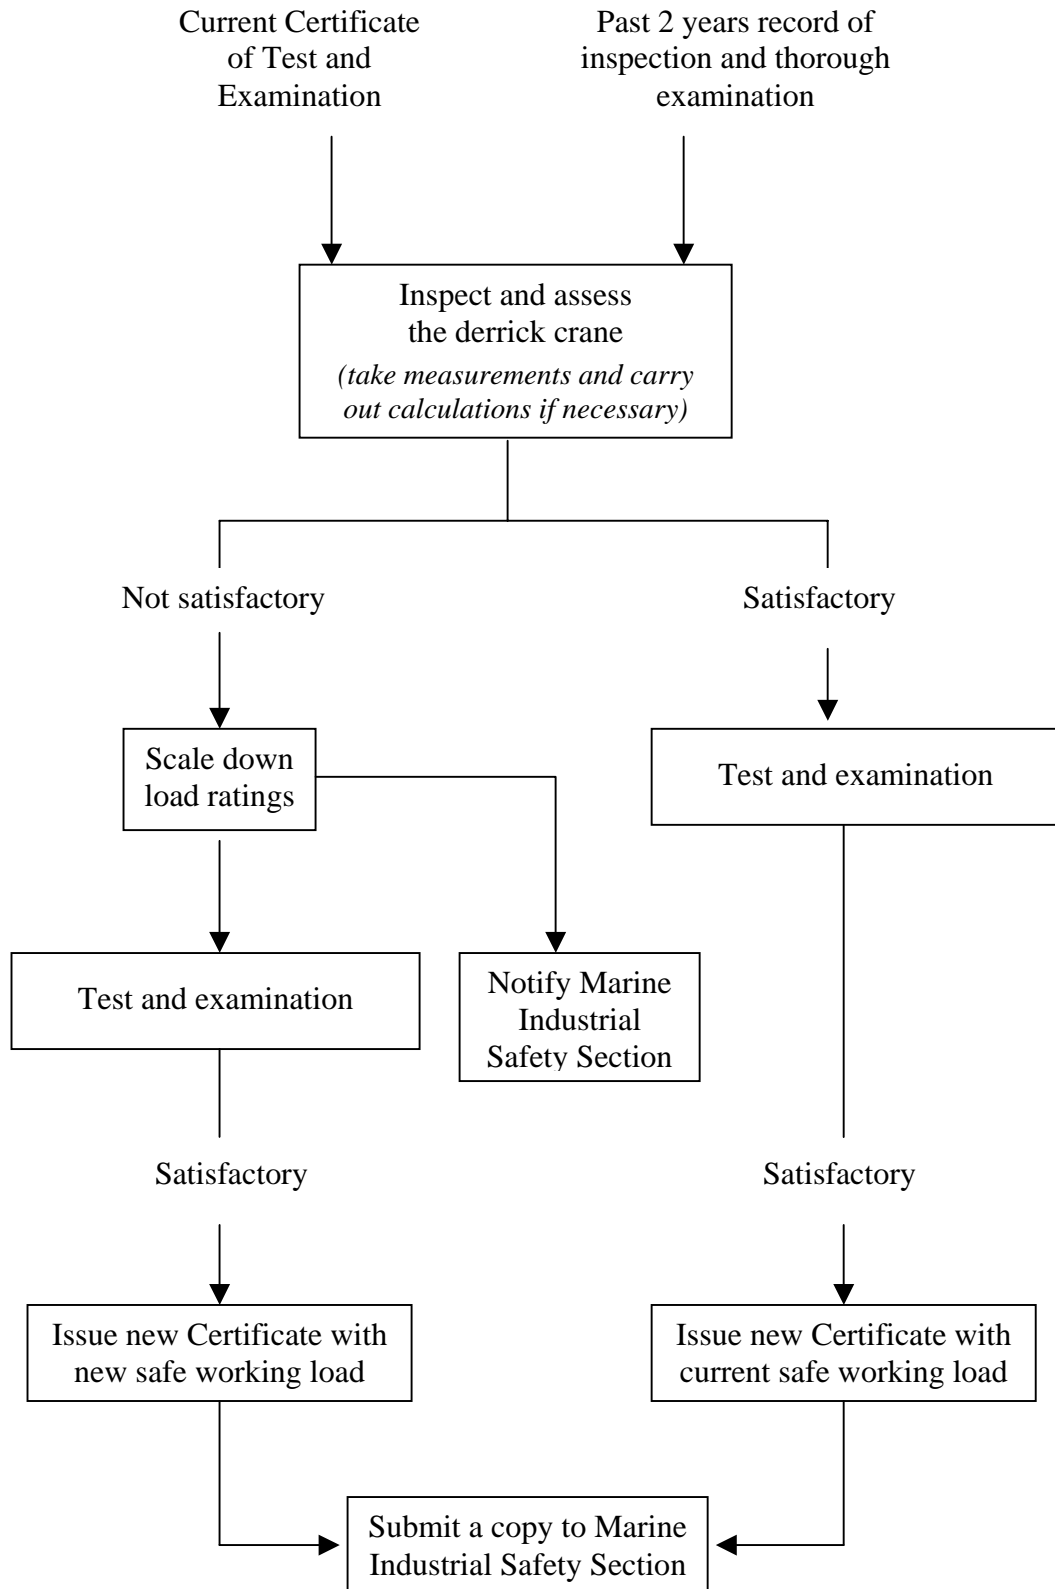 Current Certificate
of Test and
Examination
Past 2 years record of
inspection and thorough
examination
Inspect and assess
the derrick crane
(take measurements and carry
out calculations if necessary)
Not satisfactory
Satisfactory
Scale down
load ratings
Test and examination
Test and examination
Notify Marine
Industrial
Safety Section
Satisfactory
Satisfactory
Issue new Certificate with
new safe working load
Issue new Certificate with
current safe working load
Submit a copy to Marine
Industrial Safety Section